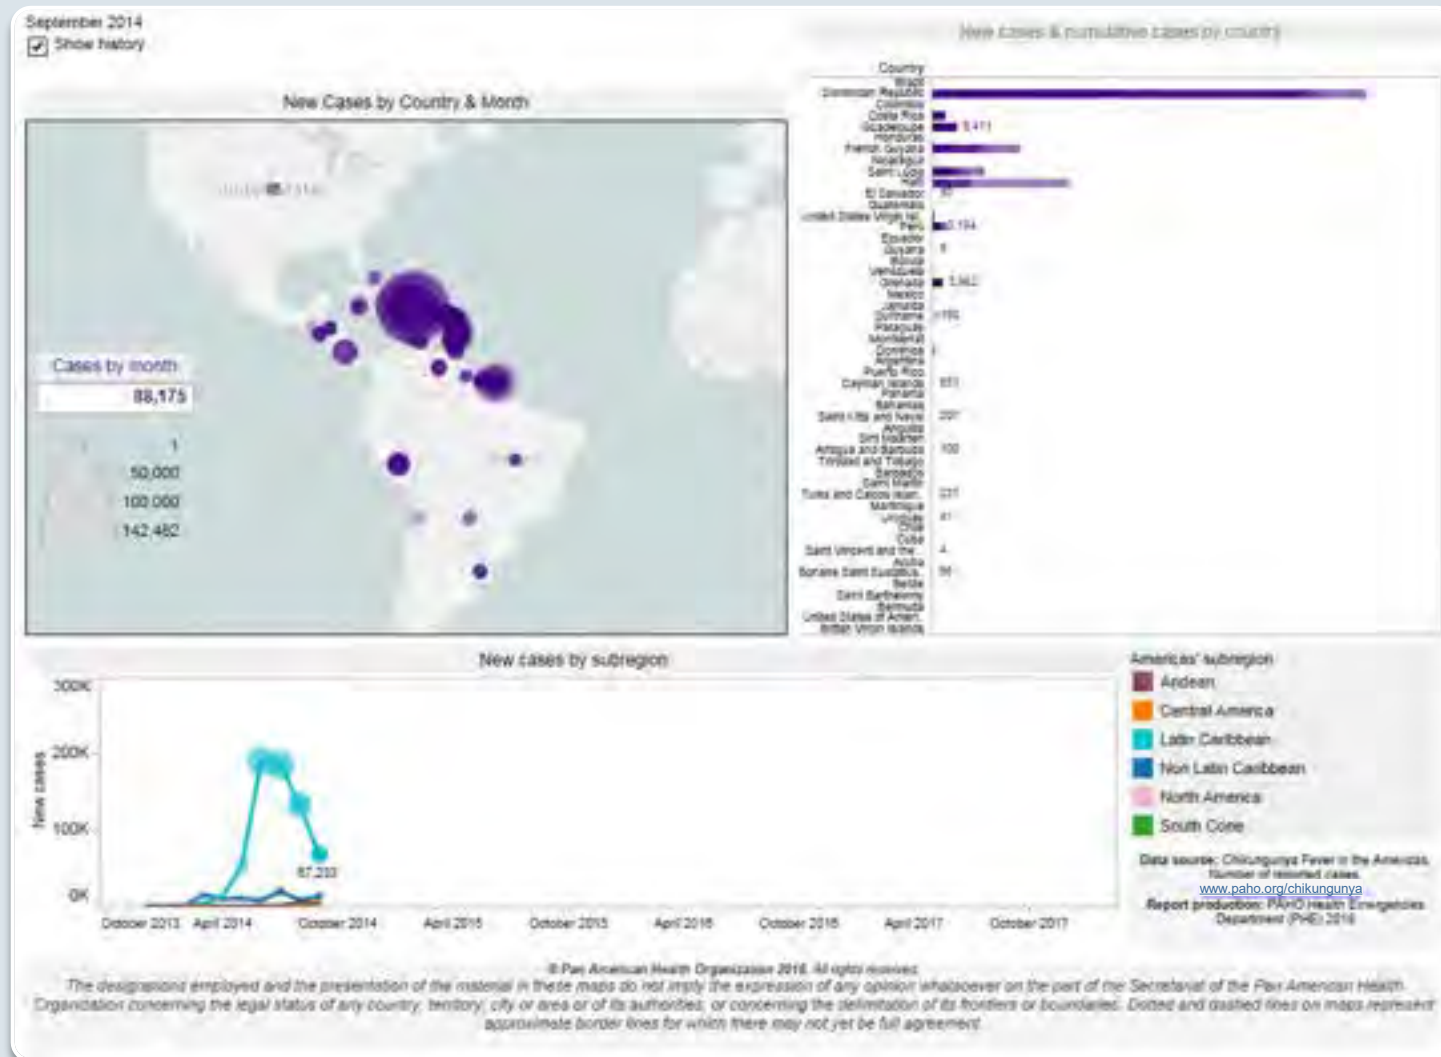 September 2014
Show history
New Cases by Country & Month
Cases by month
88,175
1
50,000
100,000
142,482
New cases & cumulative cases by country
Country
Brazil
Dominican Republic
Colombia
Costa Rica
Guadeloupe
Honduras
French Guyana
Nicaragua
Saint Lucia
Haiti
El Salvador
Guatemala
United States Virgin Isl..
Peru
Ecuador
Guyana
Bolivia
Venezuela
Grenada
Mexico
Jamaica
Suriname
Paraguay
Montserrat
Dominica
Argentina
Puerto Rico
Cayman Islands
Panama
Bahamas
Saint Kitts and Nevis
Anguilla
Sint Maarten
Antigua and Barbuda
Trinidad and Tobago
Barbados
Saint Martin
Turks and Caicos Islan..
Martinique
Uruguay
Chile
Cuba
Saint Vincent and the ..
Aruba
Bonaire Saint Eustatius..
Belize
Saint Barthelemy
Bermuda
United States of Ameri..
British Virgin Islands
New cases by subregion
New cases
300K
200K
100K
0K
67,233
October 2013
April 2014
October 2014
April 2015
October 2015
April 2016
October 2016
April 2017
October 2017
Americas' subregion
Andean
Central America
Latin Caribbean
Non Latin Caribbean
North America
South Cone
Data source: Chikungunya Fever in the Americas.
Number of reported cases.
www.paho.org/chikungunya
Report production: PAHO Health Emergencies
Department (PHE) 2018
© Pan American Health Organization 2018. All rights reserved.
The designations employed and the presentation of the material in these maps do not imply the expression of any opinion whatsoever on the part of the Secretariat of the Pan American Health
Organization concerning the legal status of any country, territory, city or area or of its authorities, or concerning the delimitation of its frontiers or boundaries. Dotted and dashed lines on maps represent
approximate border lines for which there may not yet be full agreement.